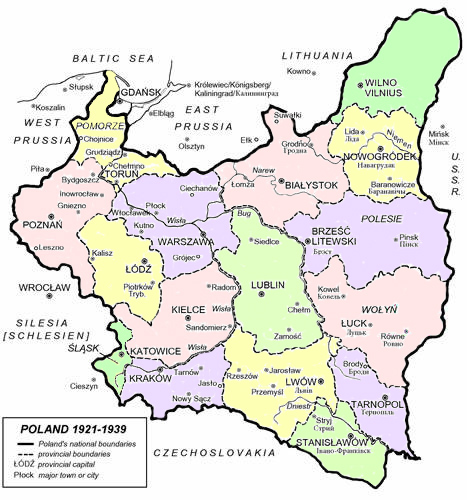 BALTIC SEA
LITHUANIA
Słupsk
GDAŃSK
Królewiec/Königsberg/
Kaliningrad/Калининград
Kowno
WILNO
VILNIUS
Koszalin
Elbląg
EAST
PRUSSIA
WEST
PRUSSIA
POMORZE
Chojnice
Grudziądz
Olsztyn
Suwałki
Ełk
Grodno
Гродна
Lida
Ліда
Niemen
NOWOGRÓDEK
Навагрудак
Mińsk
Мінск
U.S.S.R.
Piła
Chełmno
TORUŃ
Bydgoszcz
Inowrocław
Gniezno
POZNAŃ
Leszno
Włocławek
Płock
Kutno
Ciechanów
Wisła
Narew
Łomża
BIAŁYSTOK
Baranowicze
Баранавічы
POLESIE
Bug
WARSZAWA
Grójec
Siedlce
BRZEŚĆ
LITEWSKI
Брэст
Pinsk
Пінск
Kalisz
ŁÓDŹ
Piotrków
Tryb.
WROCŁAW
LUBLIN
Radom
KIELCE
Wisła
Sandomierz
Chełm
Zamość
Kowel
Ковель
WOŁYŃ
ŁUCK
Луцьк
Równe
Ровно
SILESIA
[SCHLESIEN]
ŚLĄSK
KATOWICE
Wisła
KRAKÓW
Cieszyn
Tarnów
Jasło
Nowy Sącz
Rzeszów
Jarosław
Przemyśl
LWÓW
Львів
Brody
Броди
TARNOPOL
Тернопіль
Dniestr
Stryj
Стрий
STANISŁAWÓW
Івано-Франківск
CZECHOSLOVAKIA
POLAND 1921-1939
Poland's national boundaries
provincial boundaries
ŁÓDŹ provincial capital
Płock major town or city